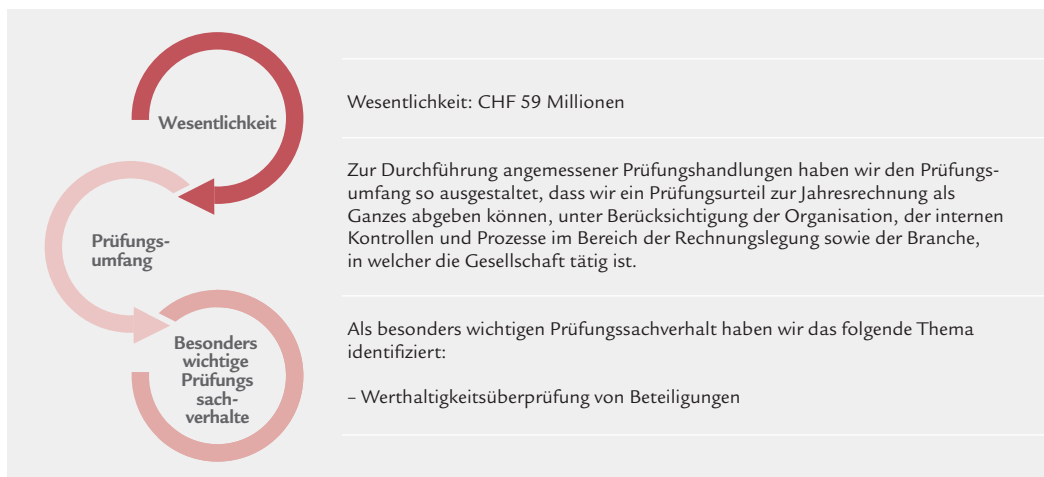 Wesentlichkeit
Wesentlichkeit: CHF 59 Millionen
Prüfungs-
umfang
Zur Durchführung angemessener Prüfungshandlungen haben wir den Prüfungs-
umfang so ausgestaltet, dass wir ein Prüfungsurteil zur Jahresrechnung als
Ganzes abgeben können, unter Berücksichtigung der Organisation, der internen
Kontrollen und Prozesse im Bereich der Rechnungslegung sowie der Branche,
in welcher die Gesellschaft tätig ist.
Besonders
wichtige
Prüfungs
sach-
verhalte
Als besonders wichtigen Prüfungssachverhalt haben wir das folgende Thema
identifiziert:
– Werthaltigkeitsüberprüfung von Beteiligungen